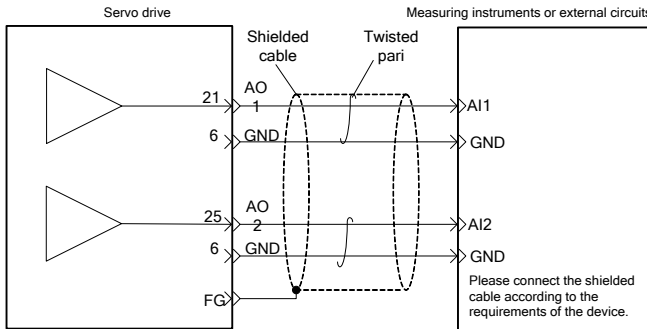 Servo drive
Measuring instruments or external circuits
Shielded
cable
Twisted
pari
21
AO
1
AI1
6
GND
GND
25
AO
2
AI2
6
GND
GND
Please connect the shielded
cable according to the
requirements of the device.
FG